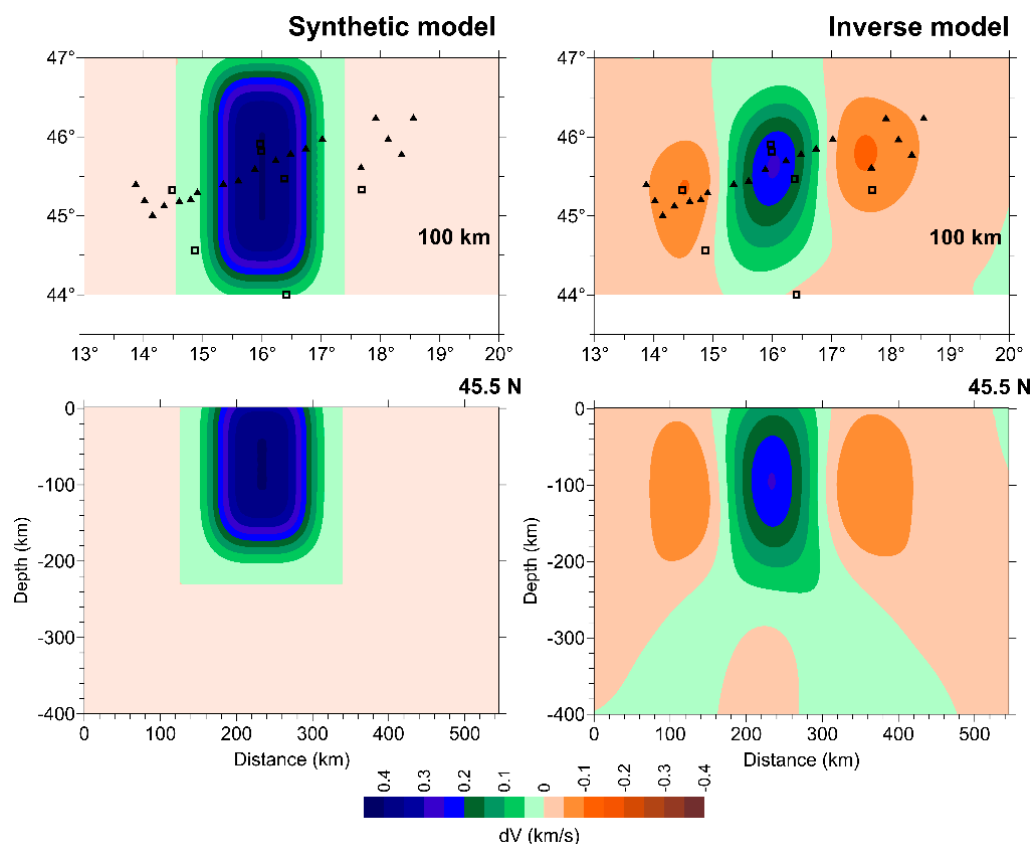 Synthetic model
Inverse model
47°
46°
45°
44°
100 km
13° 14° 15° 16° 17° 18° 19° 20°
47°
46°
45°
44°
100 km
13° 14° 15° 16° 17° 18° 19° 20°
45.5 N
0
-100
-200
-300
-400
Depth (km)
0 100 200 300 400 500
Distance (km)
45.5 N
0
-100
-200
-300
-400
Depth (km)
0 100 200 300 400 500
Distance (km)
0.4 0.3 0.2 0.1 0 -0.1 -0.2 -0.3 -0.4
dV (km/s)